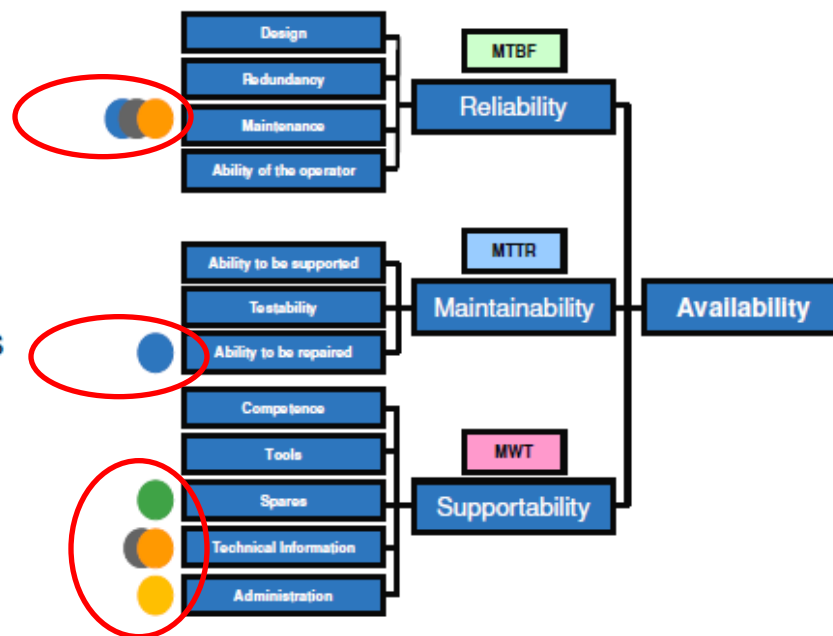 Design
MTBF
Redundancy
Reliability
Maintenance
Ability of the operator
MTTR
Ability to be supported
Testability
Maintainability
Availability
s
Ability to be repaired
Competence
MWT
Tools
Spares
Supportability
Technical Information
Administration